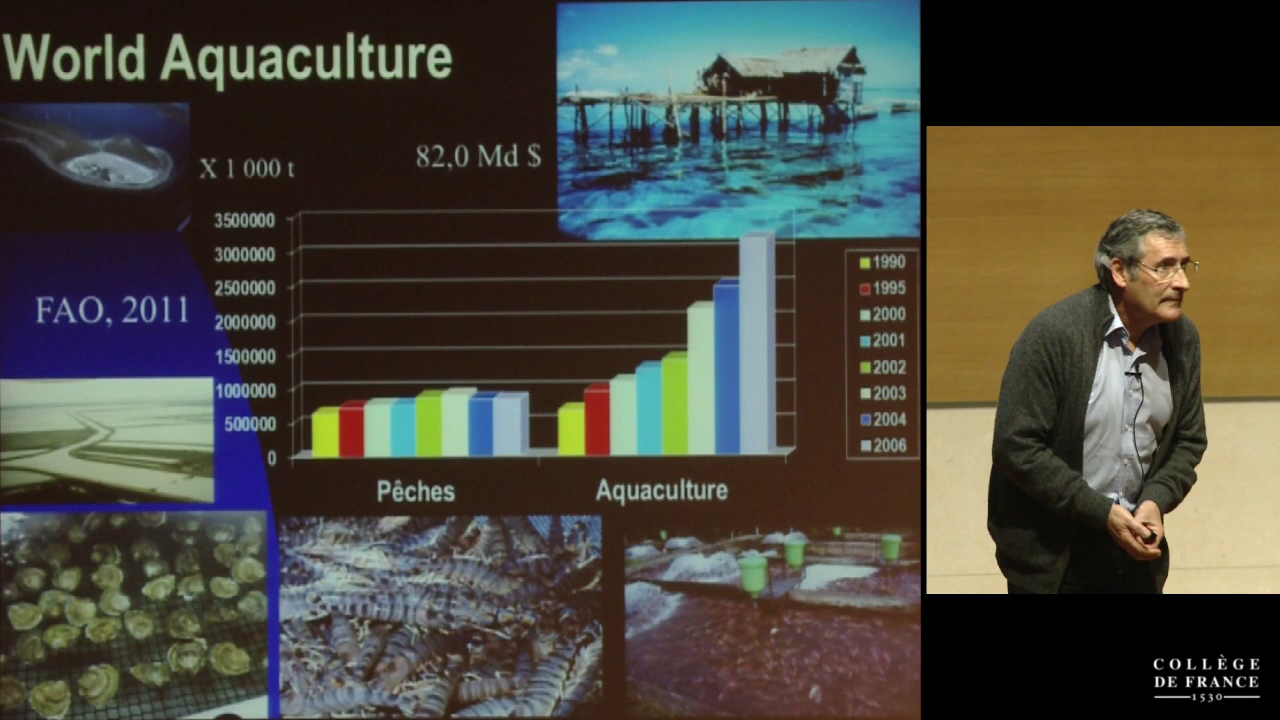 World Aquaculture
X 1 000 t
82,0 Md $
3500000
3000000
2500000
2000000
1500000
1000000
500000
0
FAO, 2011
1990
1995
2000
2001
2002
2003
2004
2006
Pêches
Aquaculture
COLLÈGE
DE FRANCE
1530